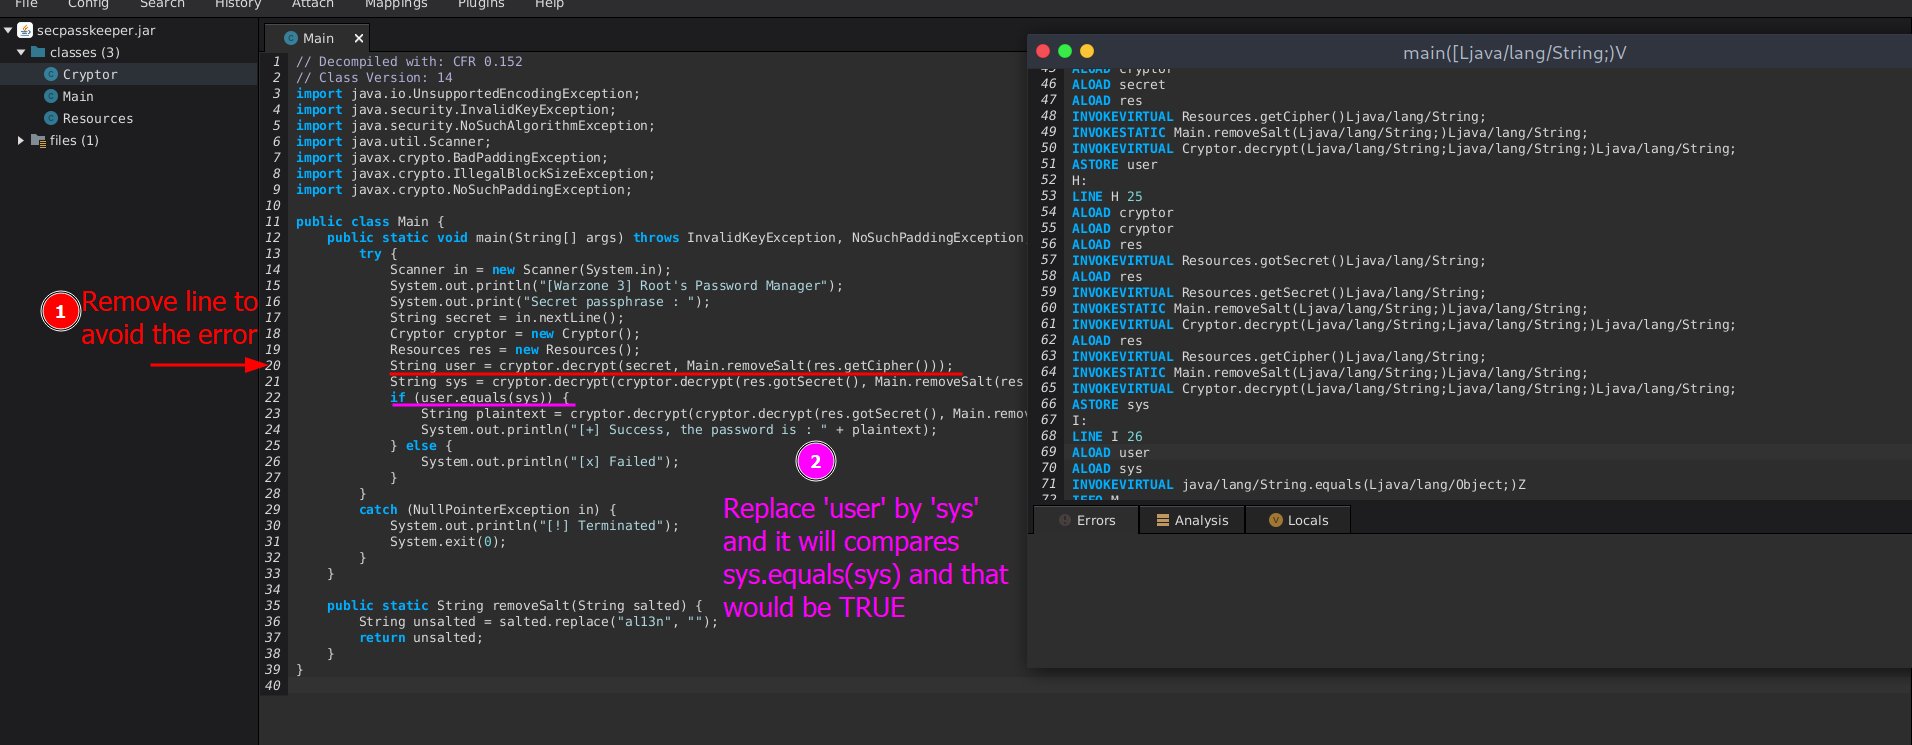 File Config Search History Attach Mappings Plugins Help
secpasskeeper.jar
classes (3)
Cryptor
Main
Resources
files (1)
Main ×
1 // Decompiled with: CFR 0.152
2 // Class Version: 14
3 import java.io.UnsupportedEncodingException;
4 import java.security.InvalidKeyException;
5 import java.security.NoSuchAlgorithmException;
6 import java.util.Scanner;
7 import javax.crypto.BadPaddingException;
8 import javax.crypto.IllegalBlockSizeException;
9 import javax.crypto.NoSuchPaddingException;
10
11 public class Main {
12 public static void main(String[] args) throws InvalidKeyException, NoSuchPaddingException
13 try {
14 Scanner in = new Scanner(System.in);
15 System.out.println("[Warzone 3] Root's Password Manager");
16 System.out.print("Secret passphrase : ");
17 String secret = in.nextLine();
18 Cryptor cryptor = new Cryptor();
19 Resources res = new Resources();
20 String user = cryptor.decrypt(secret, Main.removeSalt(res.getCipher()));
21 String sys = cryptor.decrypt(cryptor.decrypt(res.gotSecret(), Main.removeSalt(res
22 if (user.equals(sys)) {
23 String plaintext = cryptor.decrypt(cryptor.decrypt(res.gotSecret(), Main.remov
24 System.out.println("[+] Success, the password is : " + plaintext);
25 } else {
26 System.out.println("[x] Failed");
27 }
28 }
29 catch (NullPointerException in) {
30 System.out.println("[!] Terminated");
31 System.exit(0);
32 }
33 }
34
35 public static String removeSalt(String salted) {
36 String unsalted = salted.replace("al13n", "");
37 return unsalted;
38 }
39 }
40
1 Remove line to
avoid the error
2
Replace 'user' by 'sys'
and it will compares
sys.equals(sys) and that
would be TRUE
main([Ljava/lang/String;)V
45 ALOAD cryptor
46 ALOAD secret
47 ALOAD res
48 INVOKEVIRTUAL Resources.getCipher()Ljava/lang/String;
49 INVOKESTATIC Main.removeSalt(Ljava/lang/String;)Ljava/lang/String;
50 INVOKEVIRTUAL Cryptor.decrypt(Ljava/lang/String;Ljava/lang/String;)Ljava/lang/String;
51 ASTORE user
52 H:
53 LINE H 25
54 ALOAD cryptor
55 ALOAD cryptor
56 ALOAD res
57 INVOKEVIRTUAL Resources.gotSecret()Ljava/lang/String;
58 ALOAD res
59 INVOKEVIRTUAL Resources.getSecret()Ljava/lang/String;
60 INVOKESTATIC Main.removeSalt(Ljava/lang/String;)Ljava/lang/String;
61 INVOKEVIRTUAL Cryptor.decrypt(Ljava/lang/String;Ljava/lang/String;)Ljava/lang/String;
62 ALOAD res
63 INVOKEVIRTUAL Resources.getCipher()Ljava/lang/String;
64 INVOKESTATIC Main.removeSalt(Ljava/lang/String;)Ljava/lang/String;
65 INVOKEVIRTUAL Cryptor.decrypt(Ljava/lang/String;Ljava/lang/String;)Ljava/lang/String;
66 ASTORE sys
67 I:
68 LINE I 26
69 ALOAD user
70 ALOAD sys
71 INVOKEVIRTUAL java/lang/String.equals(Ljava/lang/Object;)Z
72 IFEQ M
Errors Analysis Locals